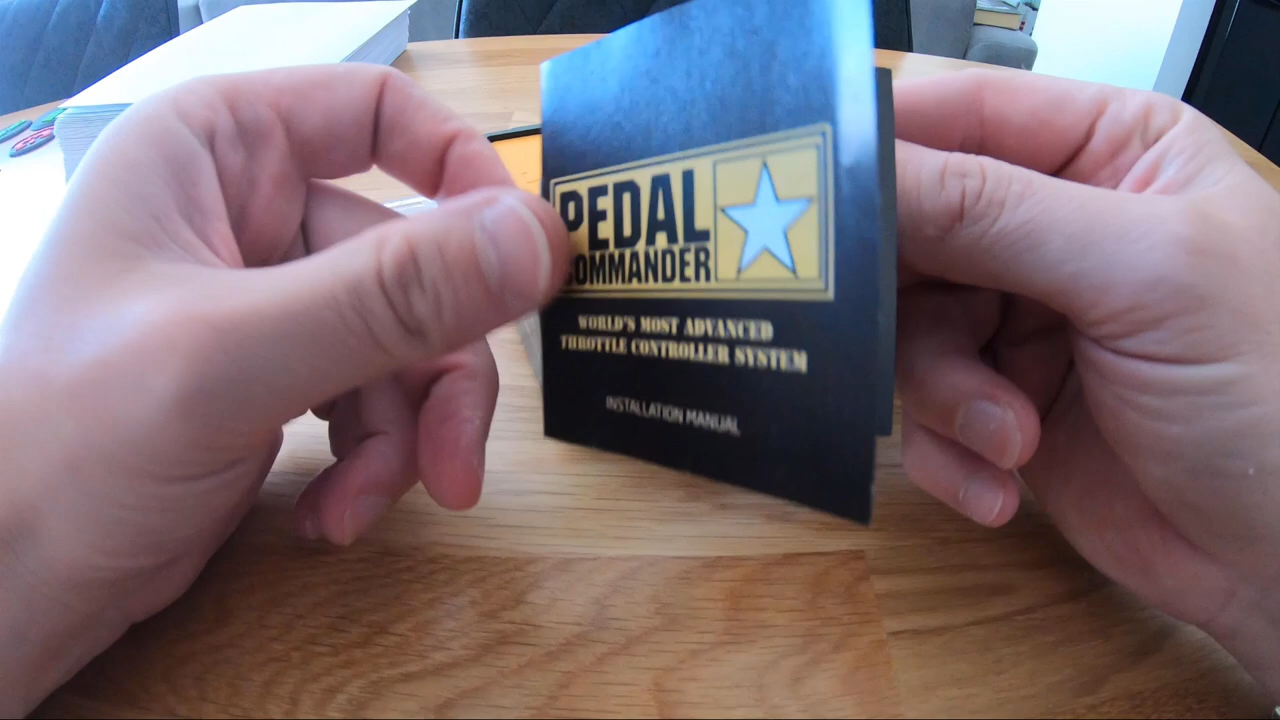 PEDAL
COMMANDER
WORLD'S MOST ADVANCED
THROTTLE CONTROLLER SYSTEM
INSTALLATION MANUAL